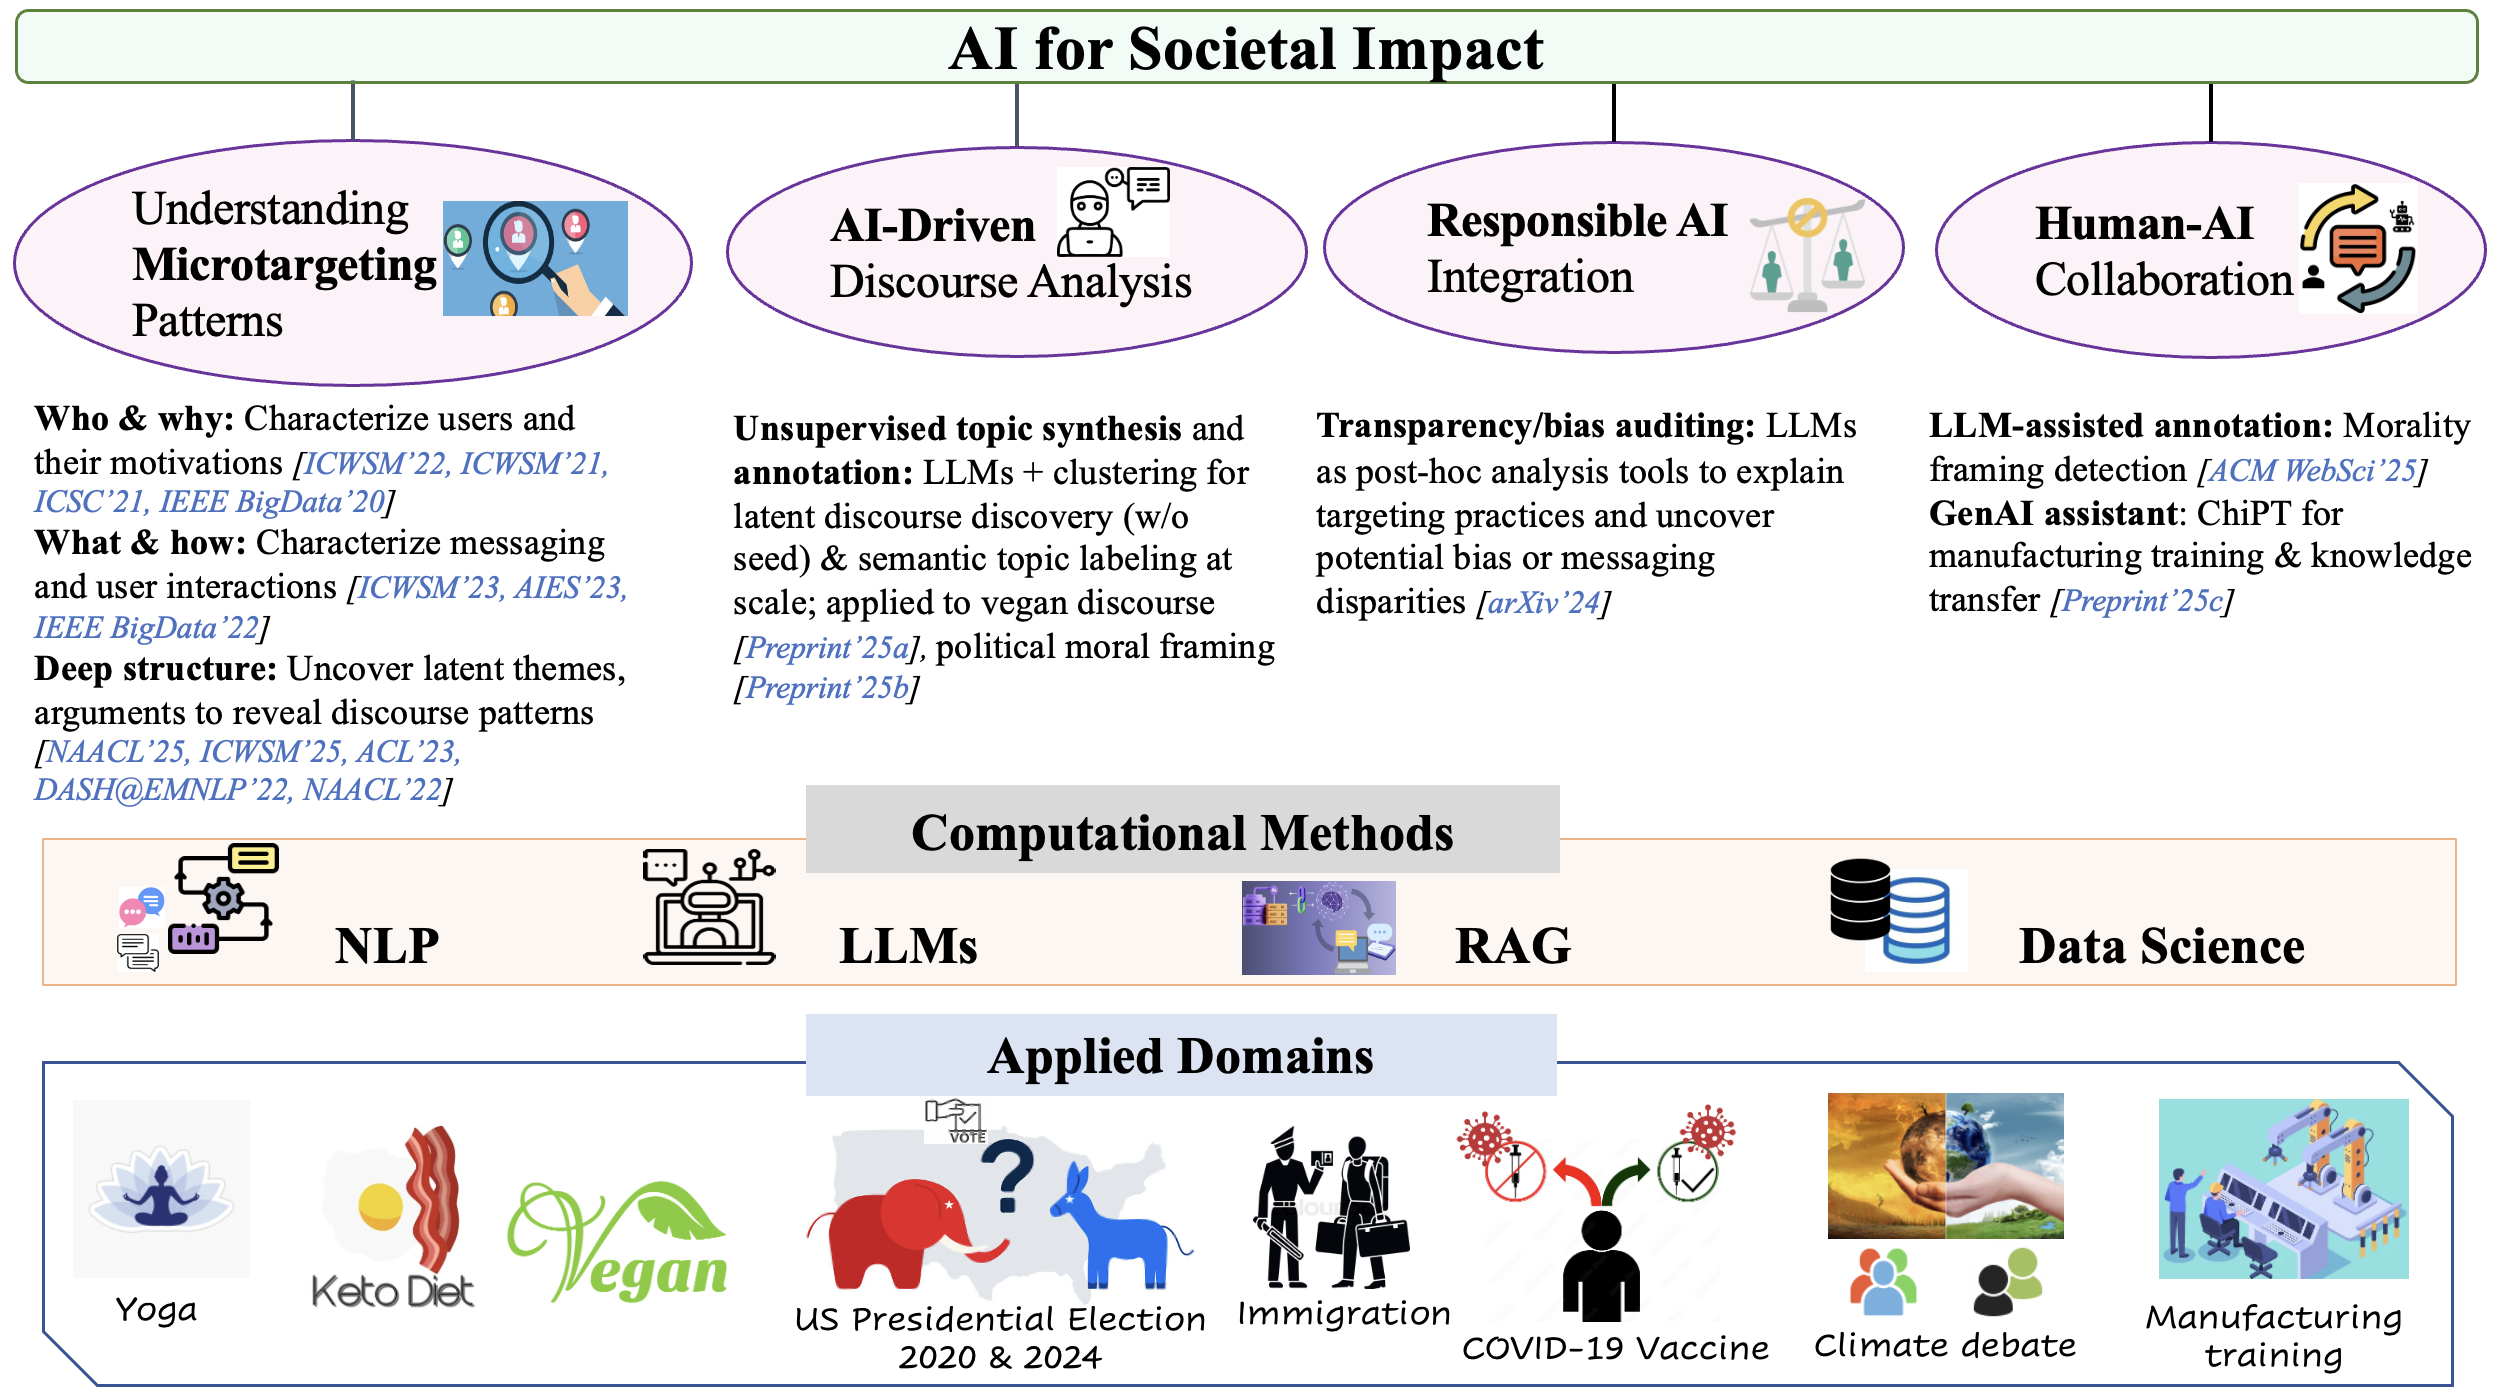 AI for Societal Impact
Understanding
Microtargeting
Patterns
AI-Driven
Discourse Analysis
Responsible AI
Integration
Human-AI
Collaboration
Who & why: Characterize users and
their motivations [ICWSM’22, ICWSM’21,
ICSC’21, IEEE BigData’20]
What & how: Characterize messaging
and user interactions [ICWSM’23, AIES’23,
IEEE BigData’22]
Deep structure: Uncover latent themes,
arguments to reveal discourse patterns
[NAACL’25, ICWSM’25, ACL’23,
DASH@EMNLP’22, NAACL’22]
Unsupervised topic synthesis and
annotation: LLMs + clustering for
latent discourse discovery (w/o
seed) & semantic topic labeling at
scale; applied to vegan discourse
[Preprint’25a], political moral framing
[Preprint’25b]
Transparency/bias auditing: LLMs
as post-hoc analysis tools to explain
targeting practices and uncover
potential bias or messaging
disparities [arXiv’24]
LLM-assisted annotation: Morality
framing detection [ACM WebSci’25]
GenAI assistant: ChiPT for
manufacturing training & knowledge
transfer [Preprint’25c]
Computational Methods
NLP
LLMs
RAG
Data Science
Applied Domains
Yoga
Keto Diet
Vegan
VOTE
?
US Presidential Election
2020 & 2024
Immigration
COVID-19 Vaccine
Climate debate
Manufacturing
training